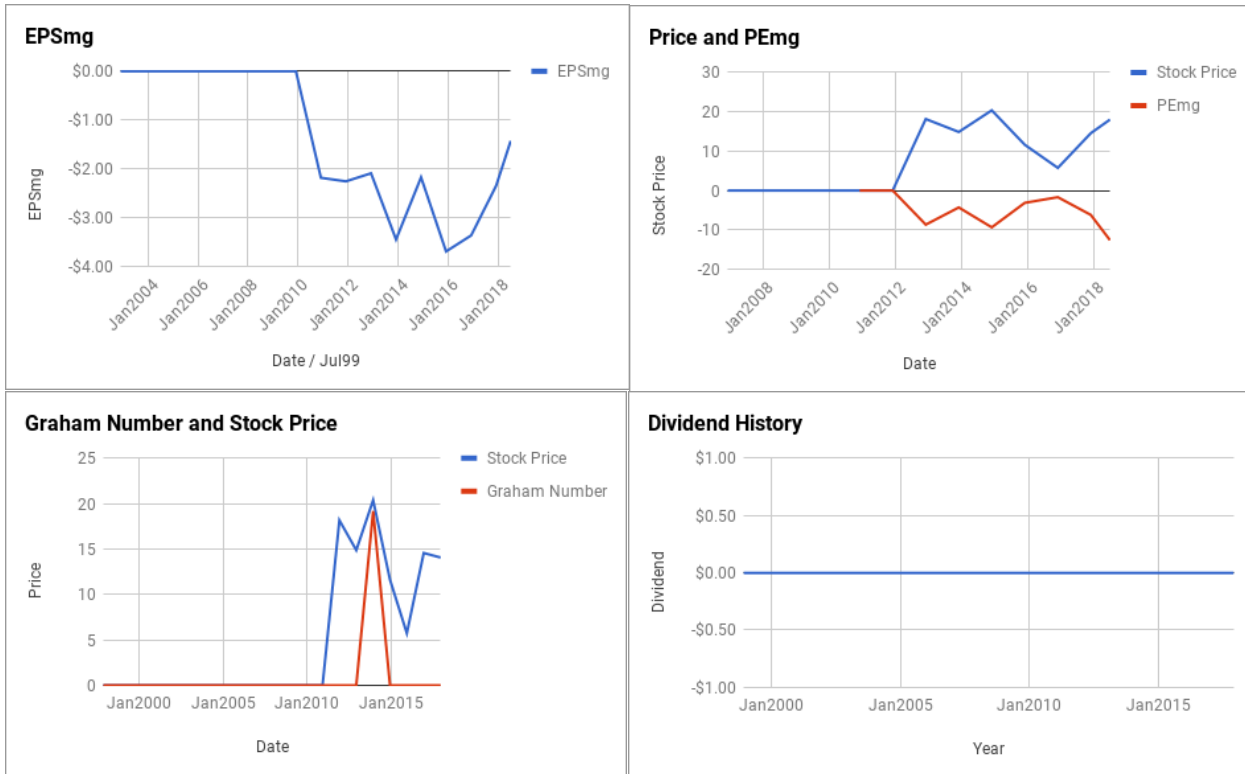 EPSmg
$0.00
-$1.00
-$2.00
-$3.00
-$4.00
EPSmg
Jan2004
Jan2006
Jan2008
Jan2010
Jan2012
Jan2014
Jan2016
Jan2018
Date / Jul99
EPSmg
Price and PEmg
30
20
10
0
-10
-20
Stock Price
Jan2008
Jan2010
Jan2012
Jan2014
Jan2016
Jan2018
Date
Stock Price
PEmg
Graham Number and Stock Price
25
20
15
10
5
0
Price
Jan2000
Jan2005
Jan2010
Jan2015
Date
Stock Price
Graham Number
Dividend History
$1.00
$0.50
$0.00
-$0.50
-$1.00
Dividend
Jan2000
Jan2005
Jan2010
Jan2015
Year